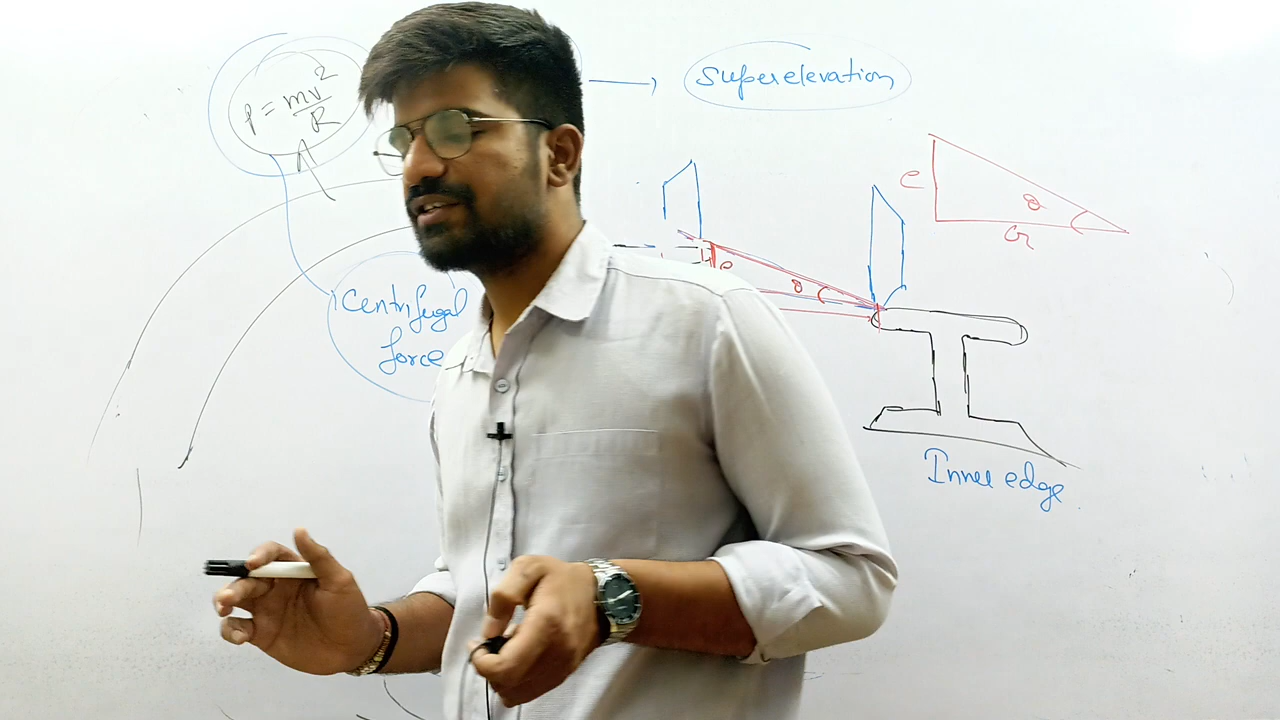 P = mv²/R
Superelevation
e
θ
G
e
θ
Centrifugal
force
Inner edge